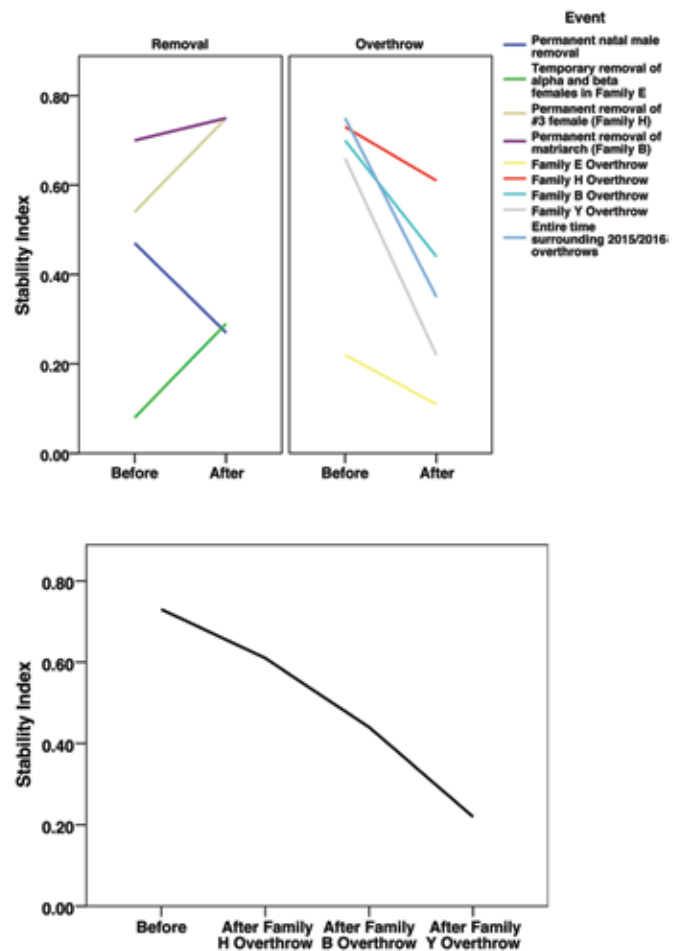 Event
Removal
Overthrow
Permanent natal male
removal
Temporary removal of
alpha and beta
females in Family E
Permanent removal of
#3 female (Family H)
Permanent removal of
matriarch (Family B)
Family E Overthrow
Family H Overthrow
Family B Overthrow
Family Y Overthrow
Entire time
surrounding 2015/2016
overthrows
Stability Index
0.80
0.60
0.40
0.20
0.00
Before
After
Before
After
Stability Index
0.80
0.60
0.40
0.20
0.00
Before
After Family
H Overthrow
After Family
B Overthrow
After Family
Y Overthrow